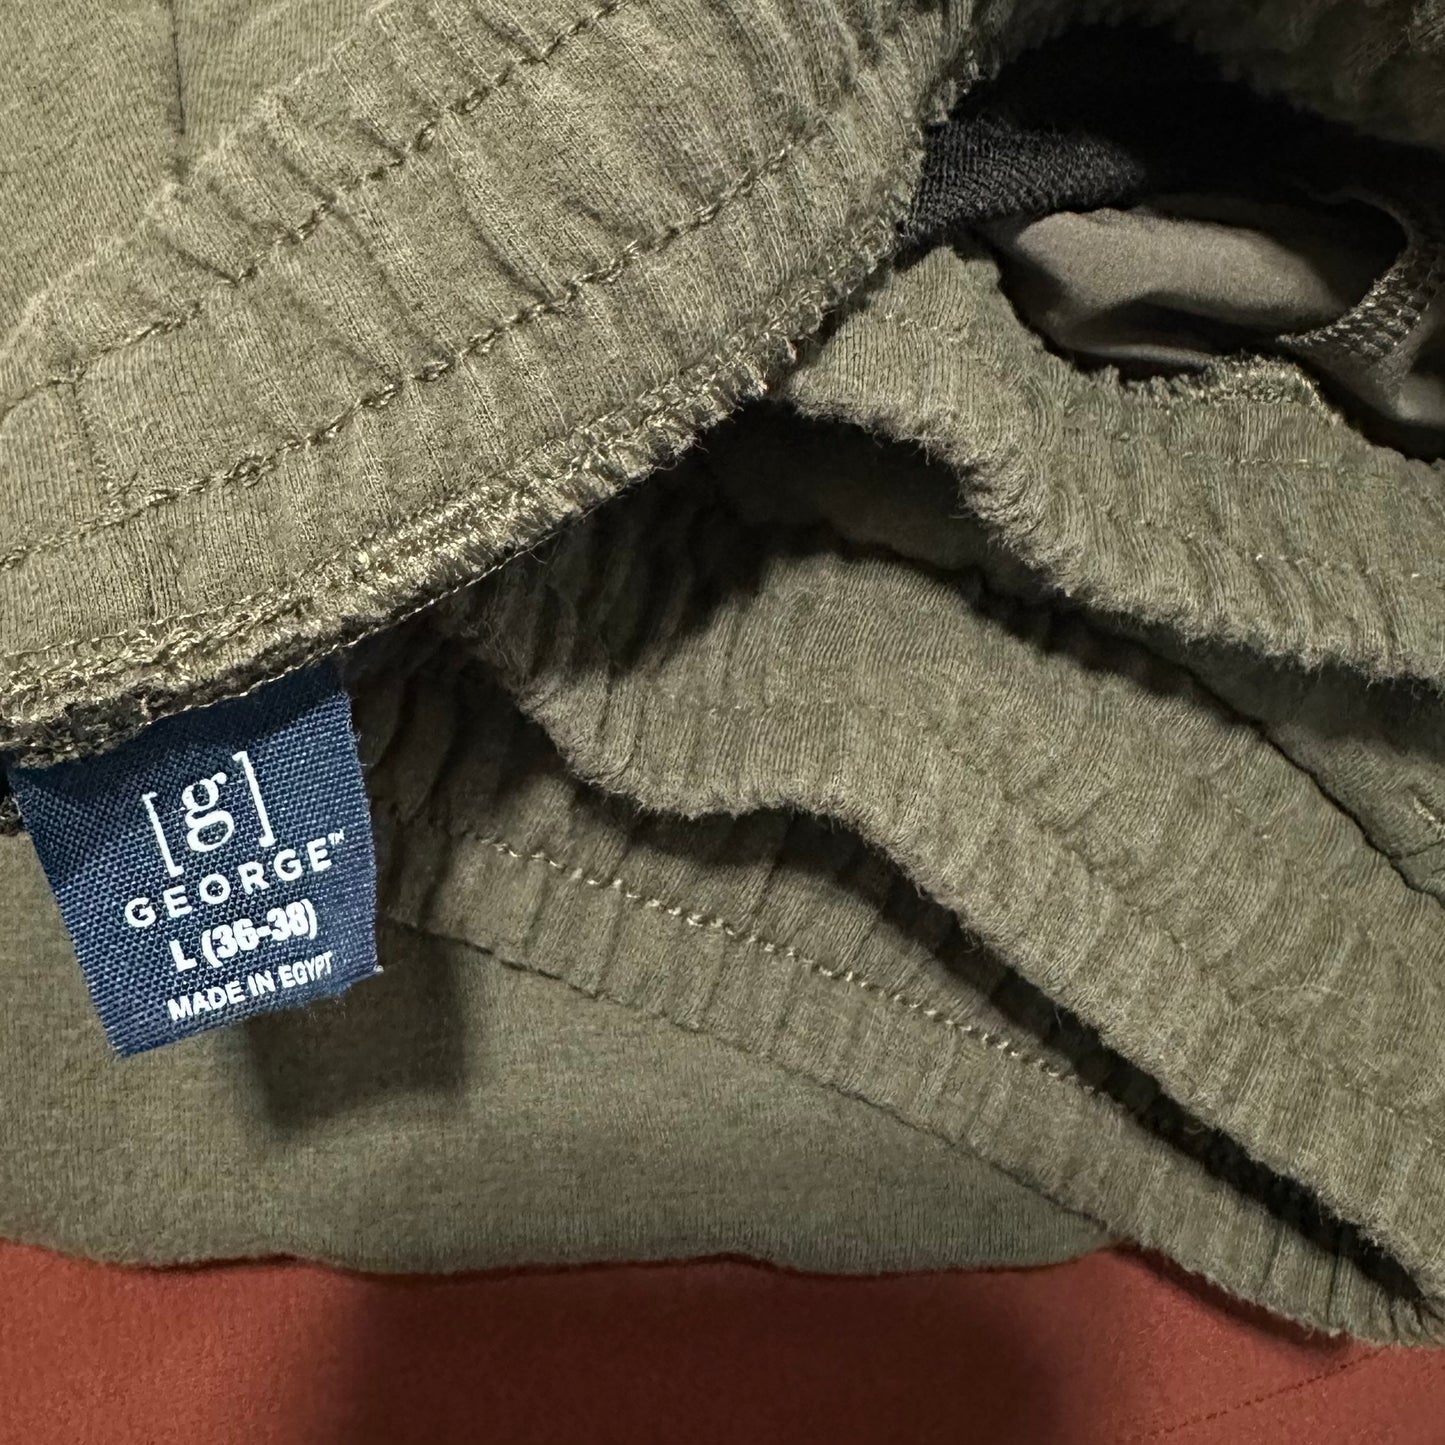 [g]
GEORGE™
L (36-38)
MADE IN EGYPT